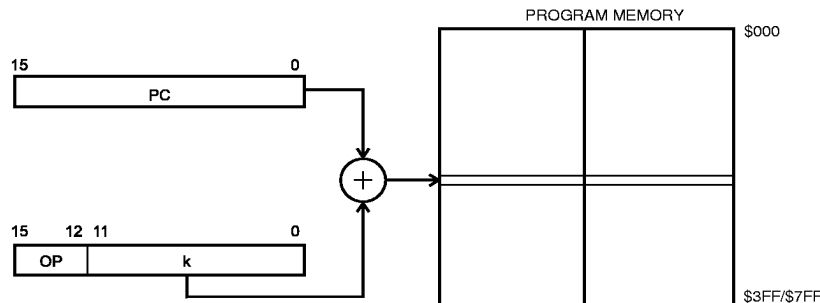 PROGRAM MEMORY
$000
15 0
PC
+
15 12 11 0
OP k
$3FF/$7FF